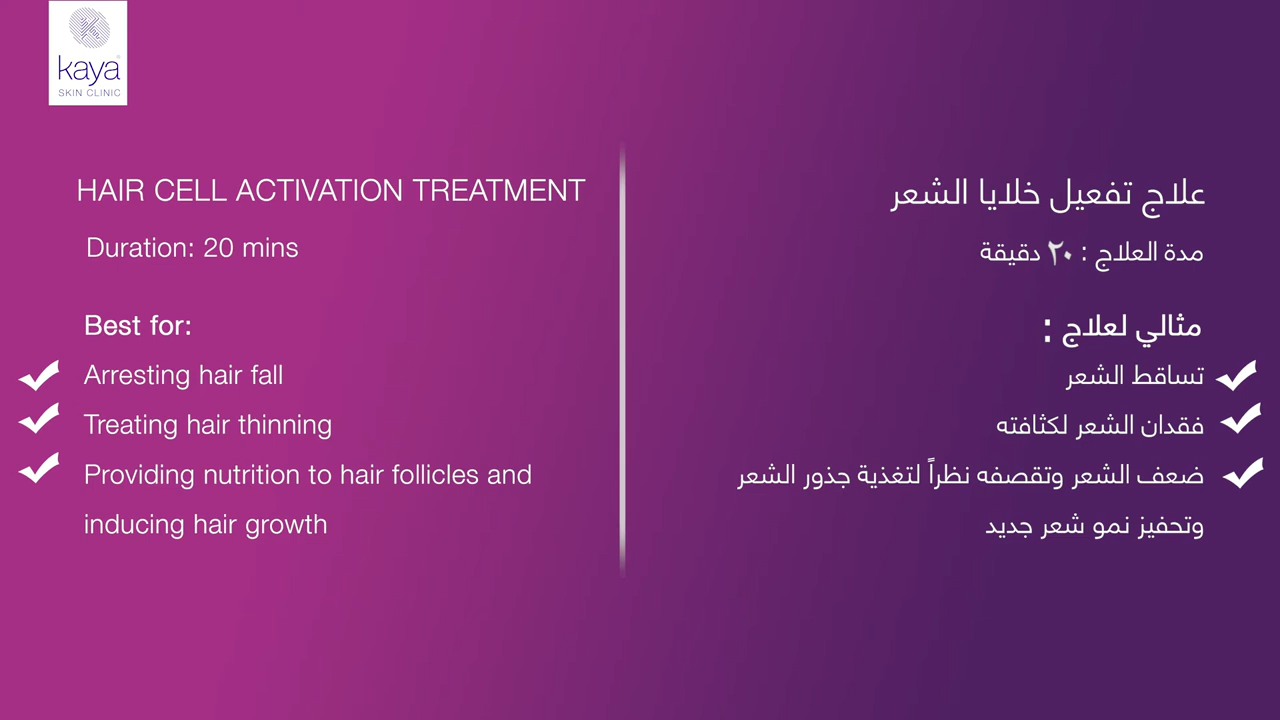 kaya
SKIN CLINIC
HAIR CELL ACTIVATION TREATMENT
Duration: 20 mins
Best for:
Arresting hair fall
Treating hair thinning
Providing nutrition to hair follicles and
inducing hair growth
علاج تفعيل خلايا الشعر
مدة العلاج : ٢٠ دقيقة
مثالي لعلاج :
تساقط الشعر
فقدان الشعر لكثافته
ضعف الشعر وتقصفه نظراً لتغذية جذور الشعر
وتحفيز نمو شعر جديد